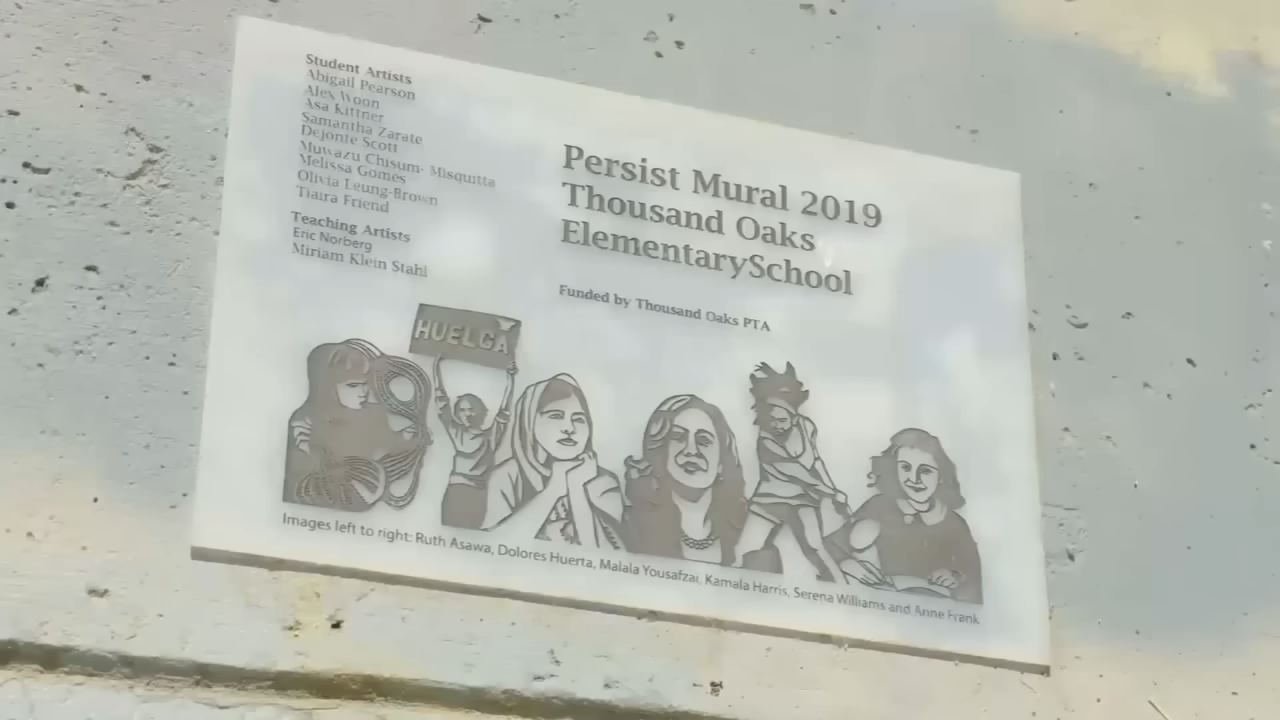 Student Artists
Abigail Pearson
Alex Woon
Asa Kittner
Samantha Zarate
Dejonte Scott
Muwazu Chisum- Misquitta
Melissa Gomes
Olivia Leung-Brown
Tiaira Friend
Teaching Artists
Eric Norberg
Miriam Klein Stahl
Persist Mural 2019
Thousand Oaks
ElementarySchool
Funded by Thousand Oaks PTA
HUELGA
Images left to right: Ruth Asawa, Dolores Huerta, Malala Yousafzai, Kamala Harris, Serena Williams and Anne Frank